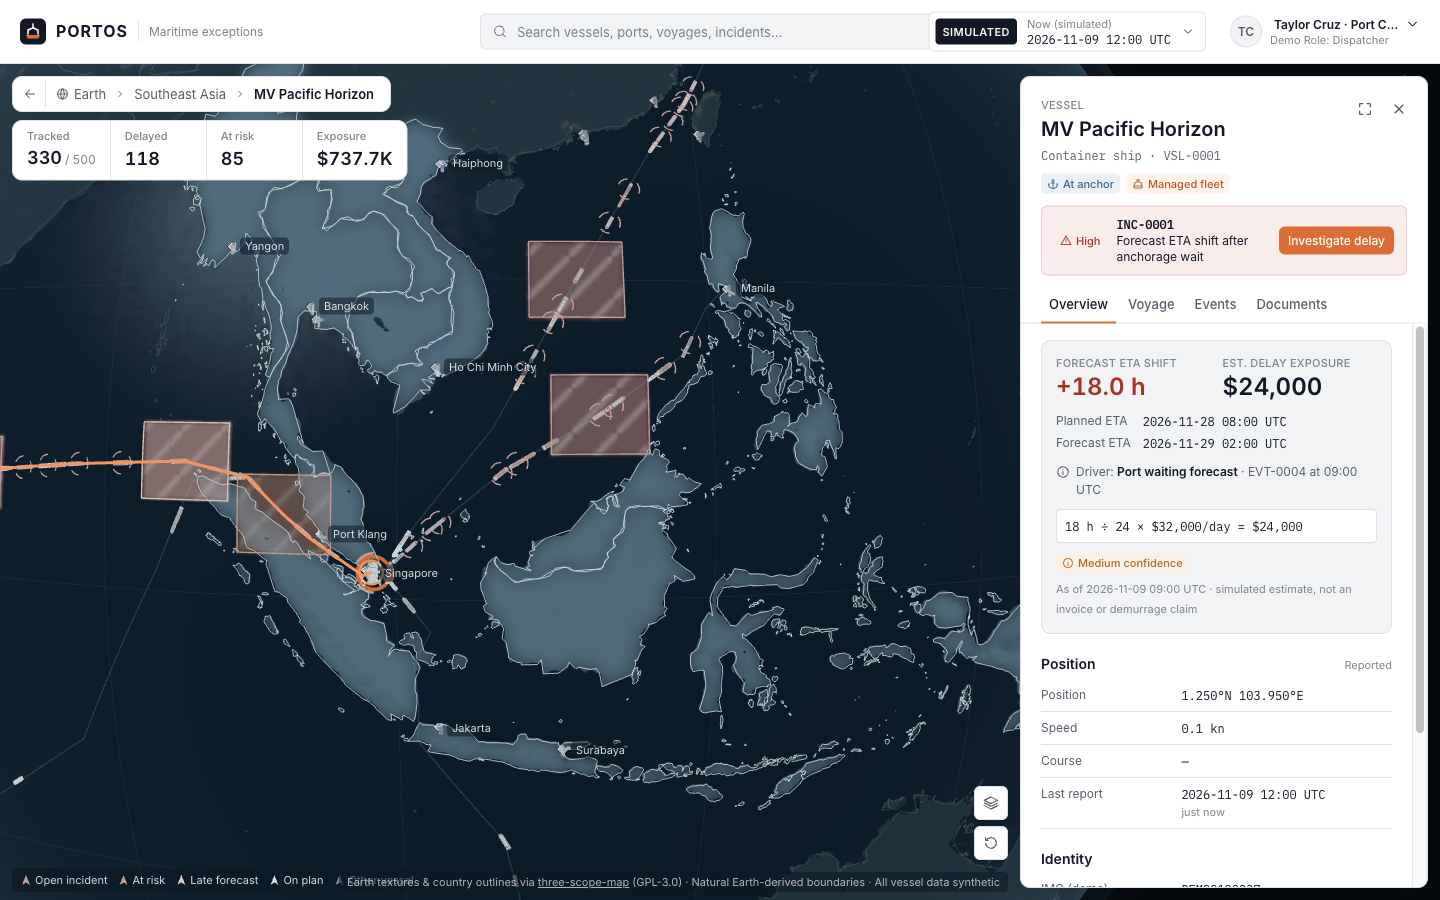 PORTOS
Maritime exceptions
Search vessels, ports, voyages, incidents...
SIMULATED
Now (simulated)
2026-11-09 12:00 UTC
TC
Taylor Cruz · Port C...
Demo Role: Dispatcher
Earth
Southeast Asia
MV Pacific Horizon
Tracked
330 / 500
Delayed
118
At risk
85
Exposure
$737.7K
Haiphong
Yangon
Bangkok
Manila
Ho Chi Minh City
Port Klang
Singapore
Jakarta
Surabaya
Open incident
At risk
Late forecast
On plan
Earth textures & country outlines via three-scope-map (GPL-3.0) · Natural Earth-derived boundaries · All vessel data synthetic
VESSEL
MV Pacific Horizon
Container ship · VSL-0001
At anchor
Managed fleet
High
INC-0001
Forecast ETA shift after
anchorage wait
Investigate delay
Overview
Voyage
Events
Documents
FORECAST ETA SHIFT
+18.0 h
EST. DELAY EXPOSURE
$24,000
Planned ETA 2026-11-28 08:00 UTC
Forecast ETA 2026-11-29 02:00 UTC
Driver: Port waiting forecast · EVT-0004 at 09:00
UTC
18 h ÷ 24 × $32,000/day = $24,000
Medium confidence
As of 2026-11-09 09:00 UTC · simulated estimate, not an
invoice or demurrage claim
Position
Reported
Position 1.250°N 103.950°E
Speed 0.1 kn
Course —
Last report 2026-11-09 12:00 UTC
just now
Identity